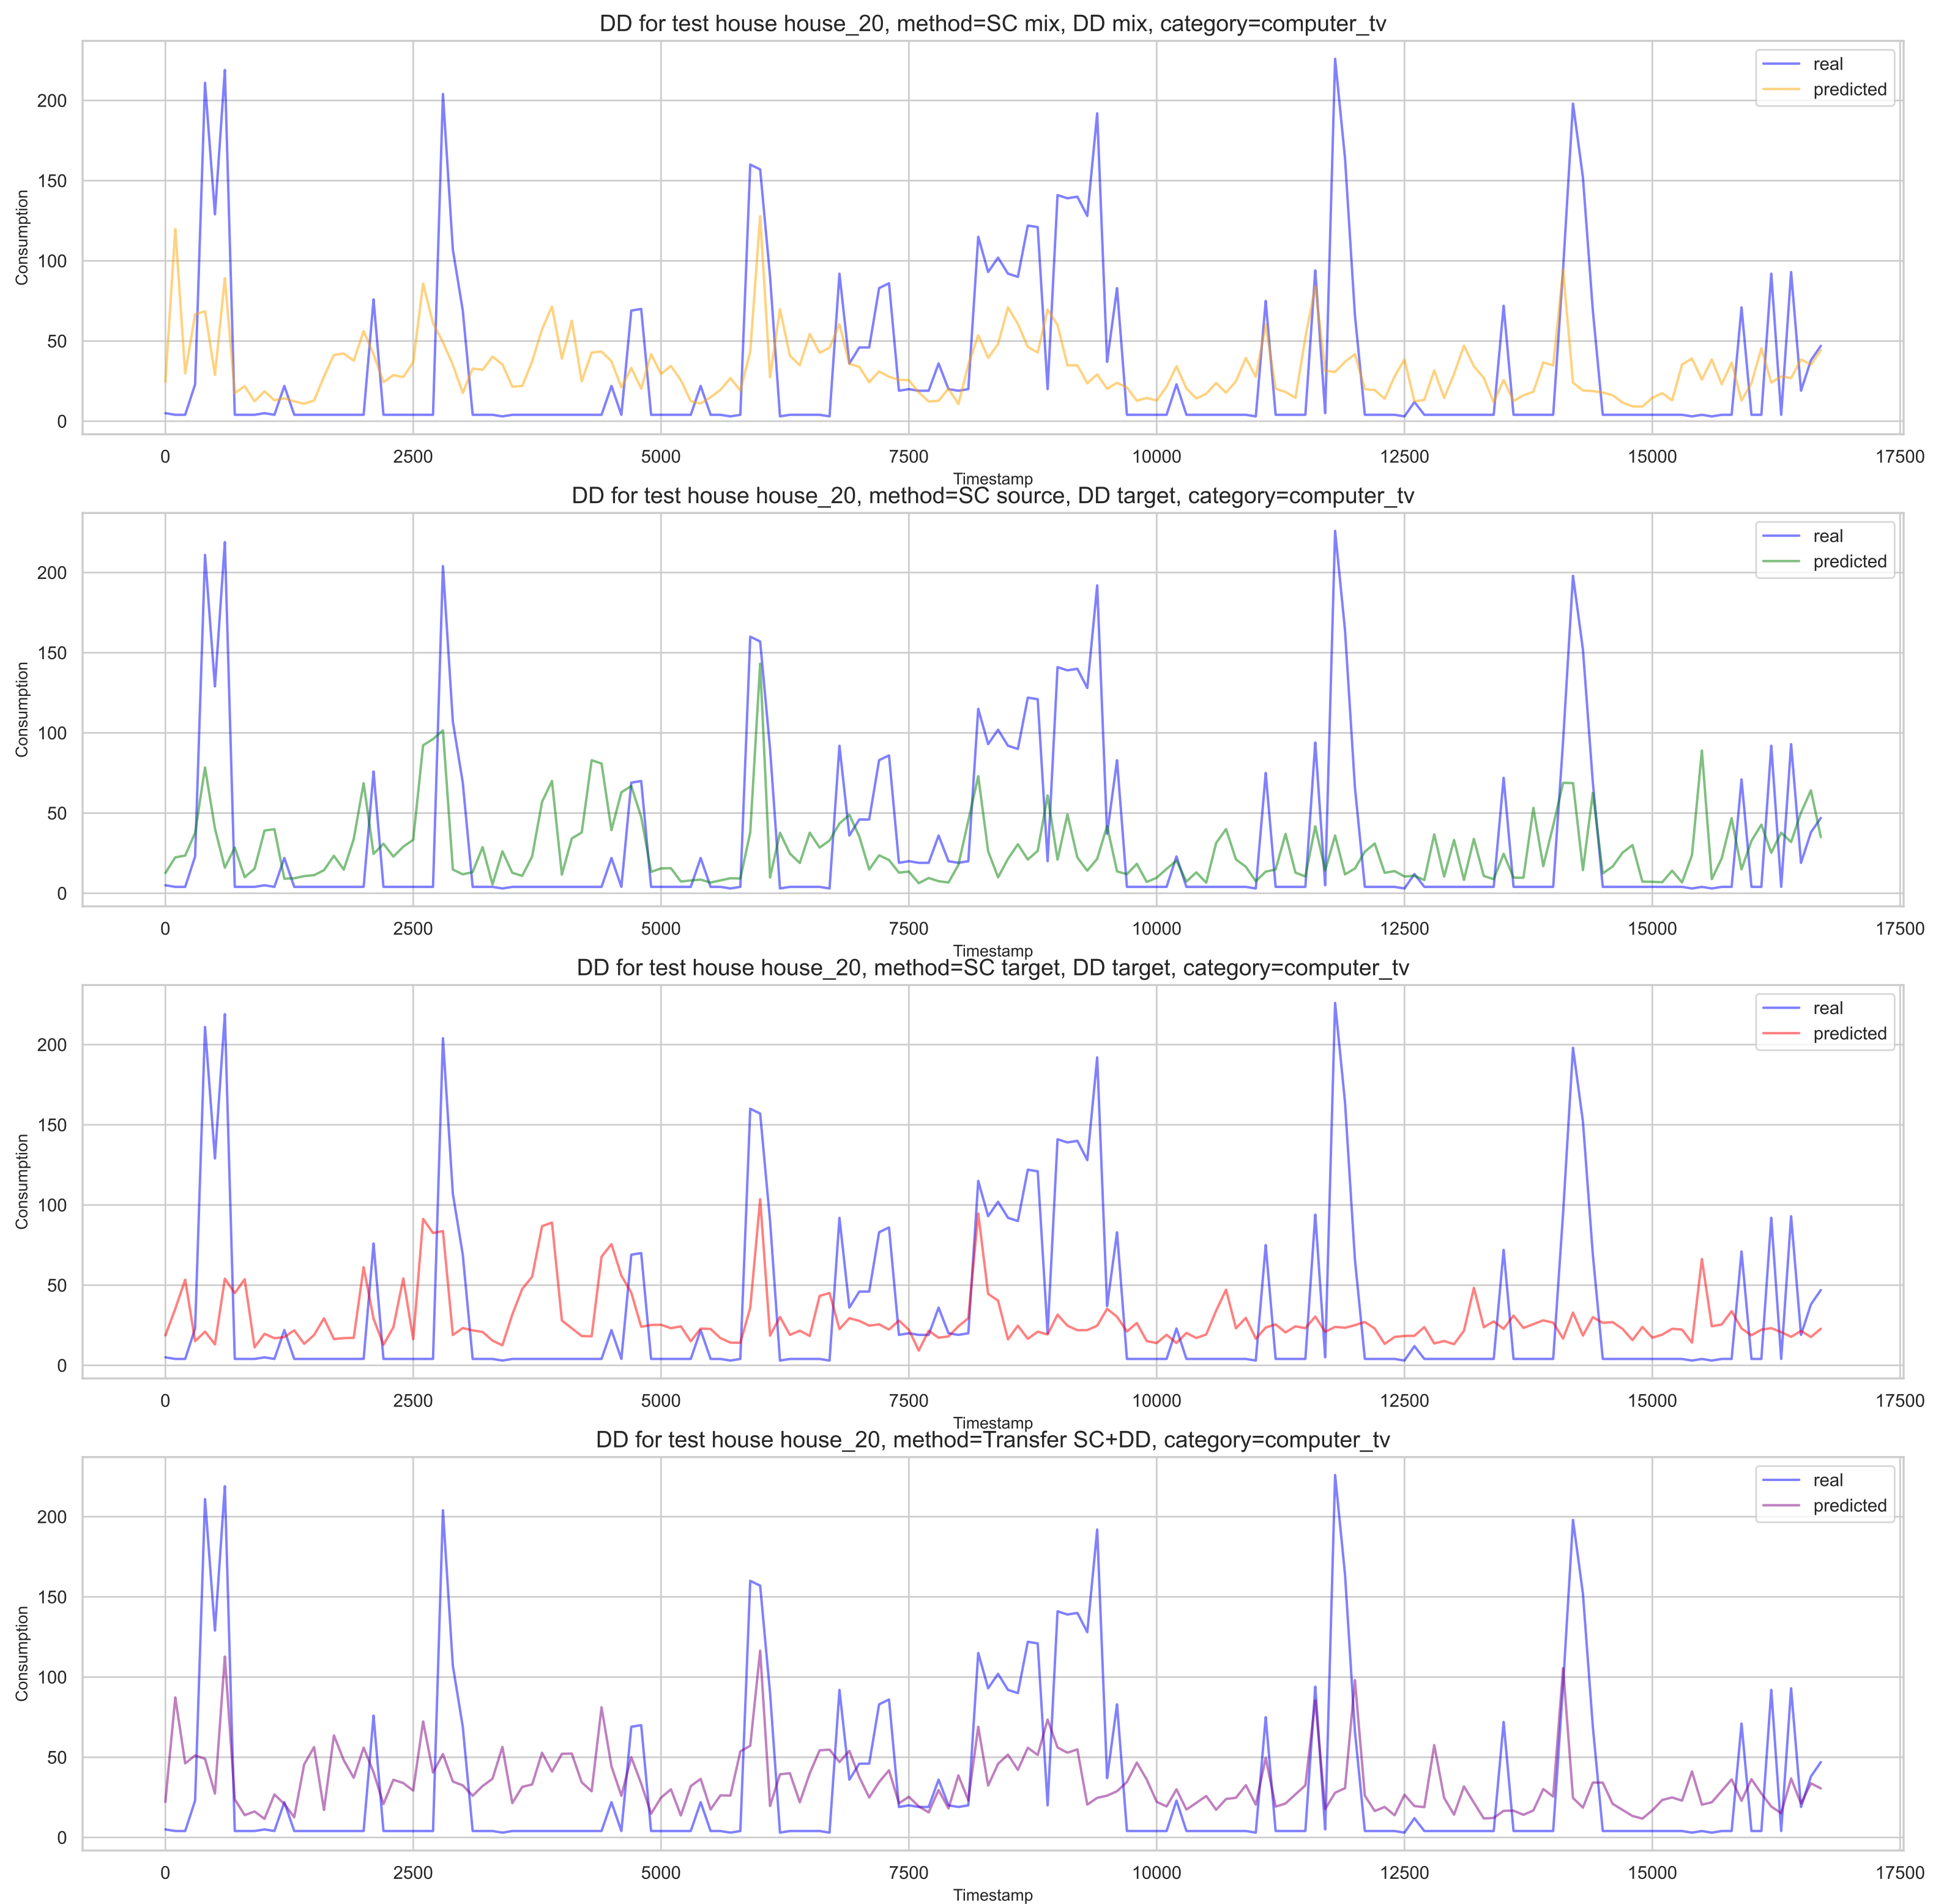 DD for test house house_20, method=SC mix, DD mix, category=computer_tv
real
predicted
Consumption
200
150
100
50
0
0 2500 5000 7500 10000 12500 15000 17500
Timestamp
DD for test house house_20, method=SC source, DD target, category=computer_tv
real
predicted
Consumption
200
150
100
50
0
0 2500 5000 7500 10000 12500 15000 17500
Timestamp
DD for test house house_20, method=SC target, DD target, category=computer_tv
real
predicted
Consumption
200
150
100
50
0
0 2500 5000 7500 10000 12500 15000 17500
Timestamp
DD for test house house_20, method=Transfer SC+DD, category=computer_tv
real
predicted
Consumption
200
150
100
50
0
0 2500 5000 7500 10000 12500 15000 17500
Timestamp